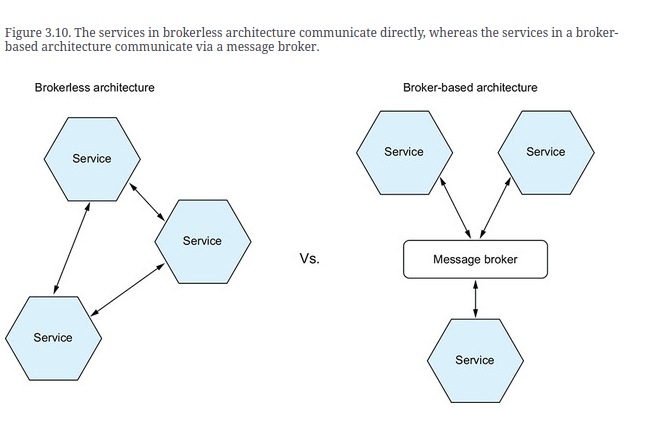 Figure 3.10. The services in brokerless architecture communicate directly, whereas the services in a broker-
based architecture communicate via a message broker.
Brokerless architecture
Broker-based architecture
Service
Service
Service
Service
Service
Vs.
Message broker
Service